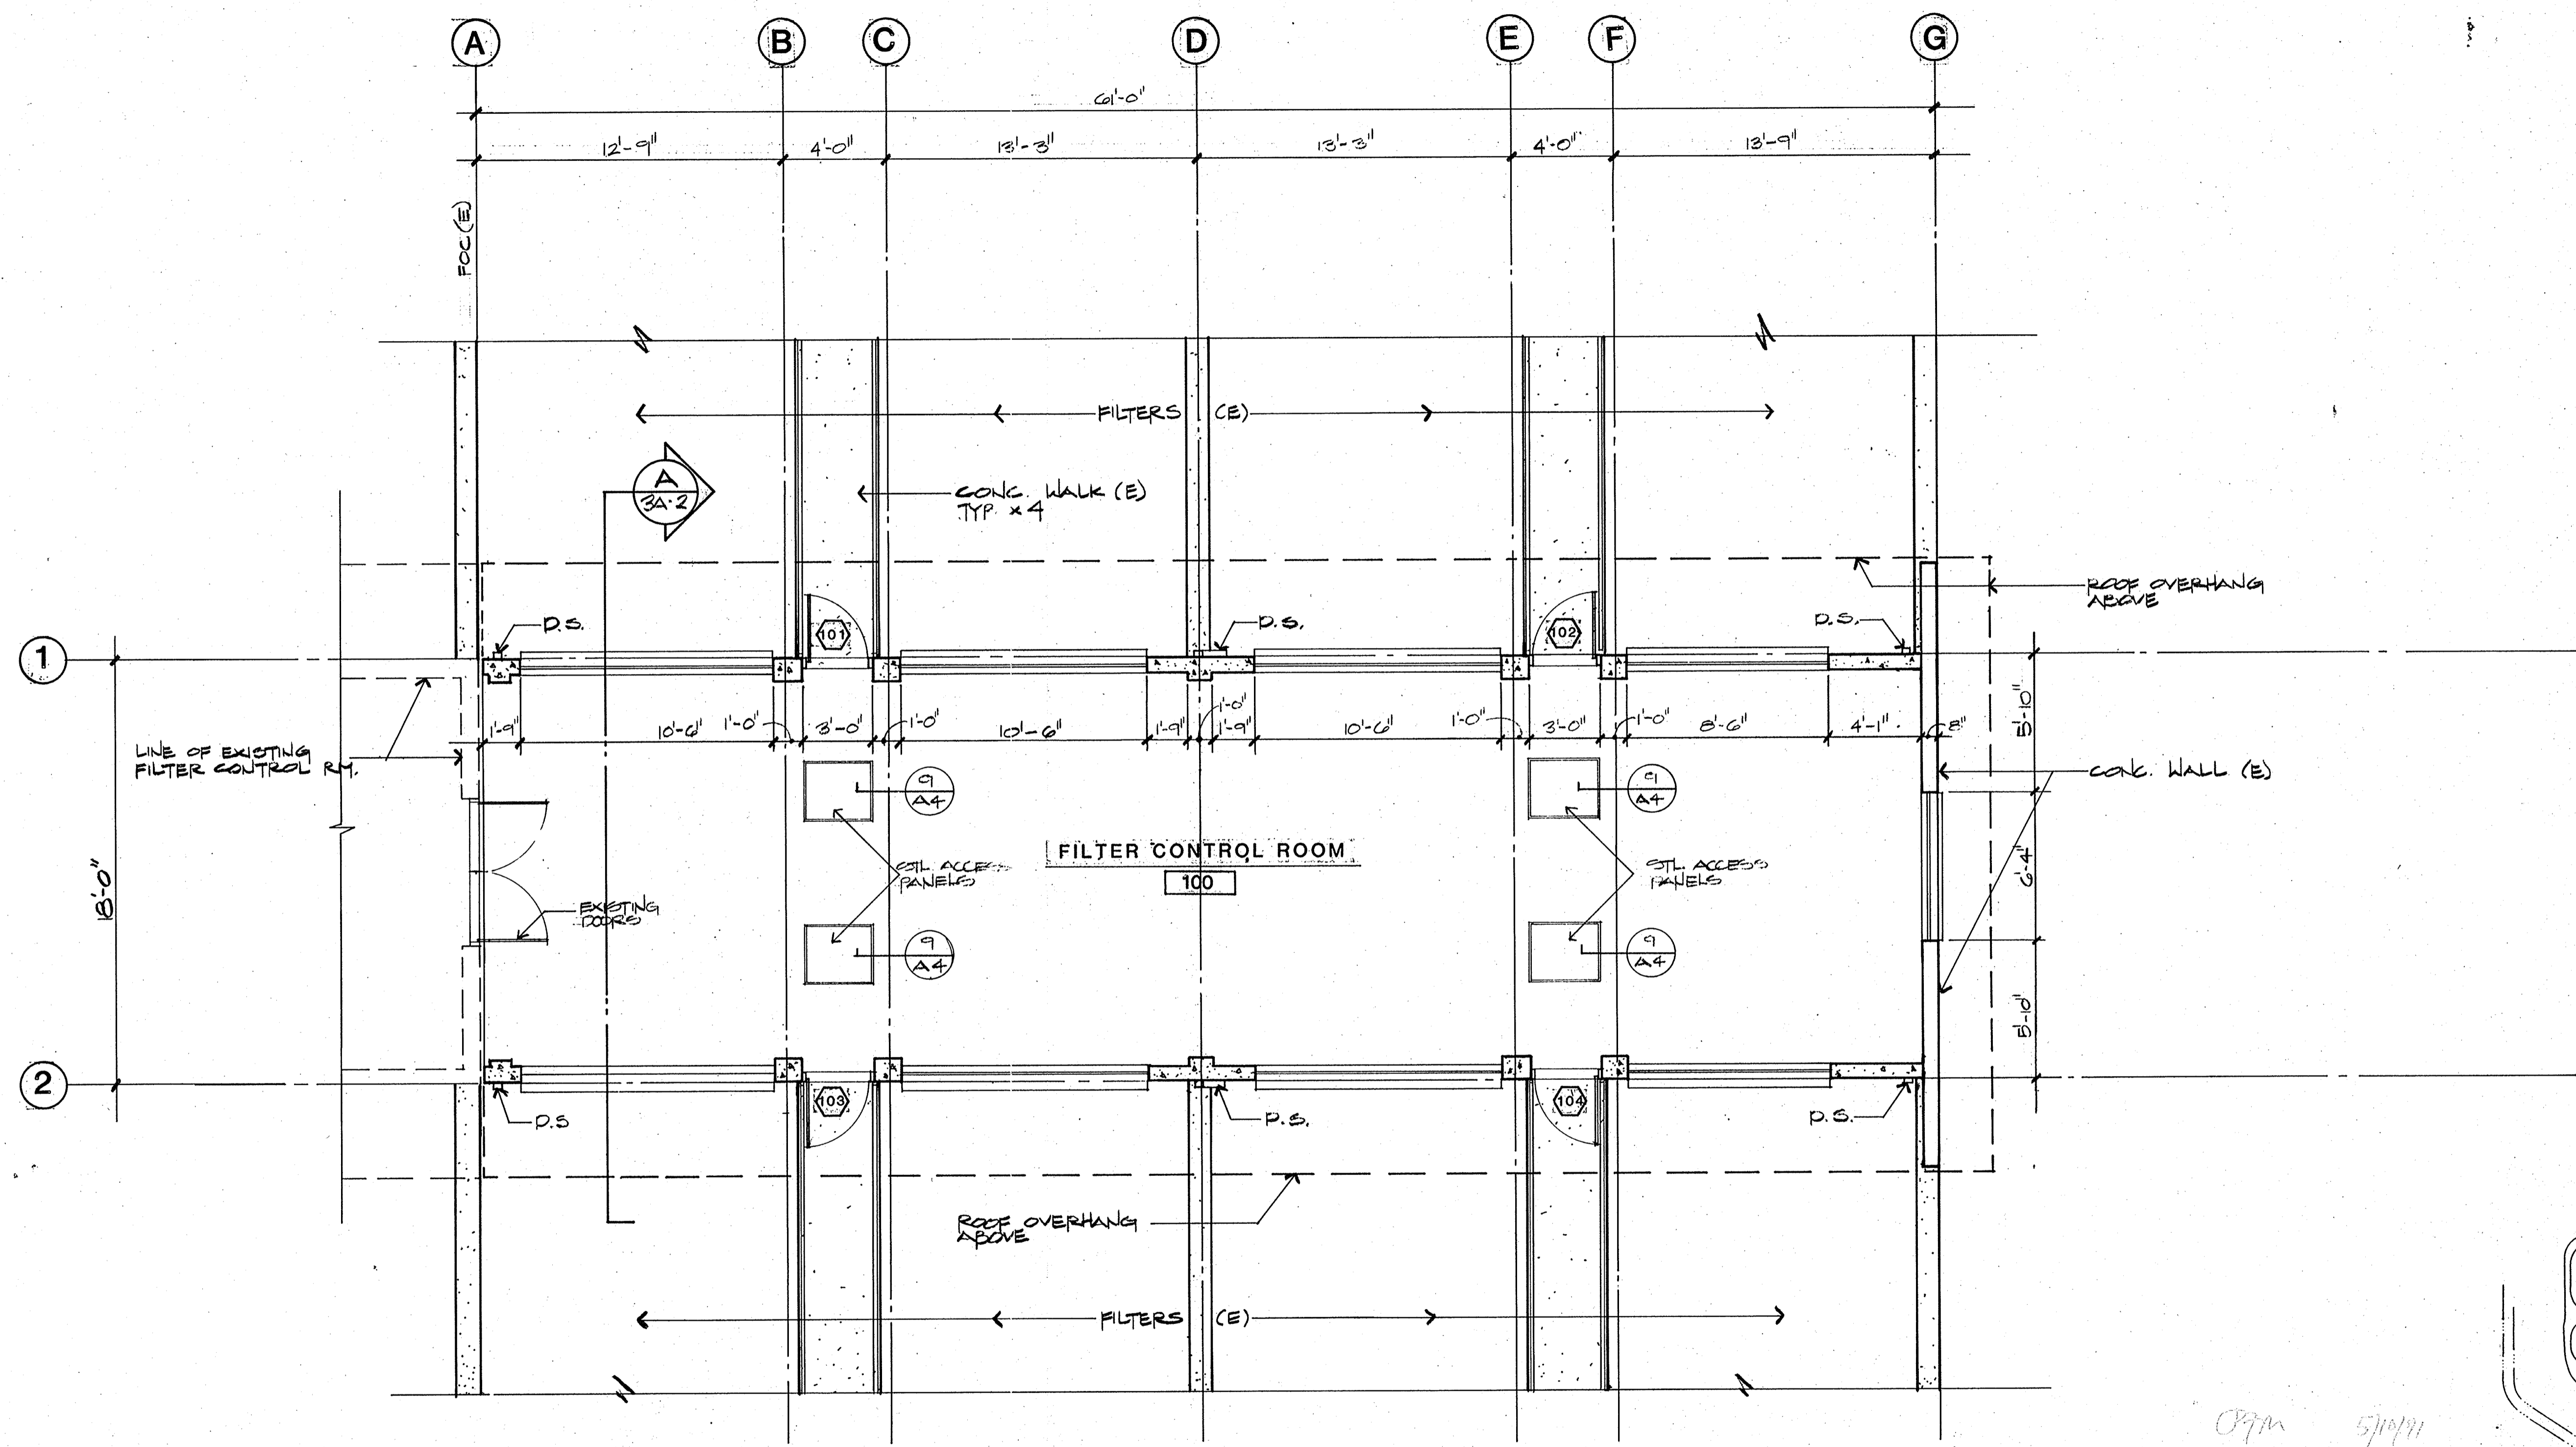 A B C D E F G
61'-0"
12'-9" 4'-0" 13'-3" 13'-3" 4'-0" 13'-9"
FOC (E)
FILTERS (E)
A
3A·2
CONC. WALK (E)
TYP. x 4
ROOF OVERHANG
ABOVE
D.S. D.S. D.S.
101 102
1
1'-9" 10'-6" 1'-0" 3'-0" 1'-0" 10'-6" 1'-9" 1'-0" 1'-9" 10'-6" 1'-0" 3'-0" 1'-0" 8'-6" 4'-1" 8"
5'-10"
LINE OF EXISTING
FILTER CONTROL RM.
CONC. WALL (E)
9
A4
9
A4
FILTER CONTROL ROOM
100
STL. ACCESS
PANELS
STL. ACCESS
PANELS
6'-4"
18'-0"
EXISTING
DOORS
9
A4
9
A4
5'-10"
2
103 104
D.S D.S. D.S.
ROOF OVERHANG
ABOVE
FILTERS (E)
5/10/91